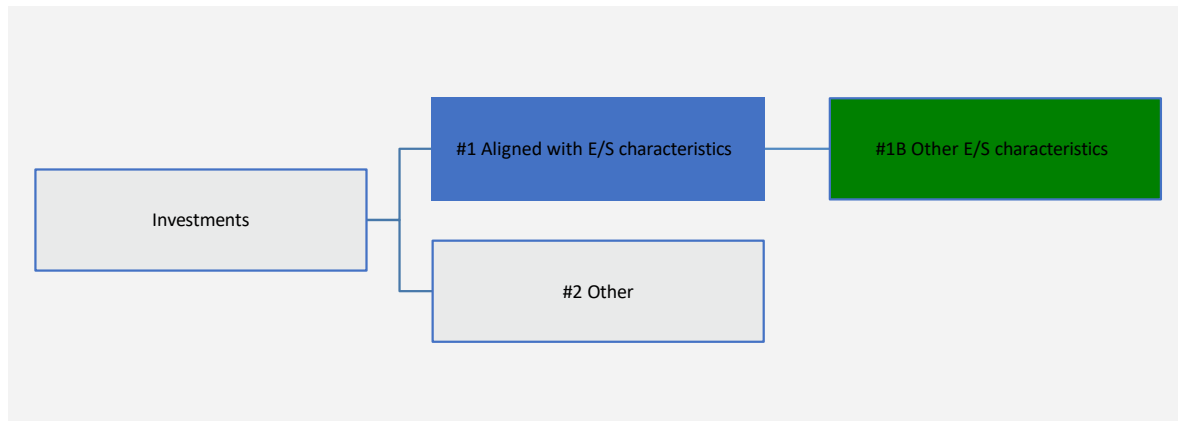 #1 Aligned with E/S characteristics
#1B Other E/S characteristics
Investments
#2 Other